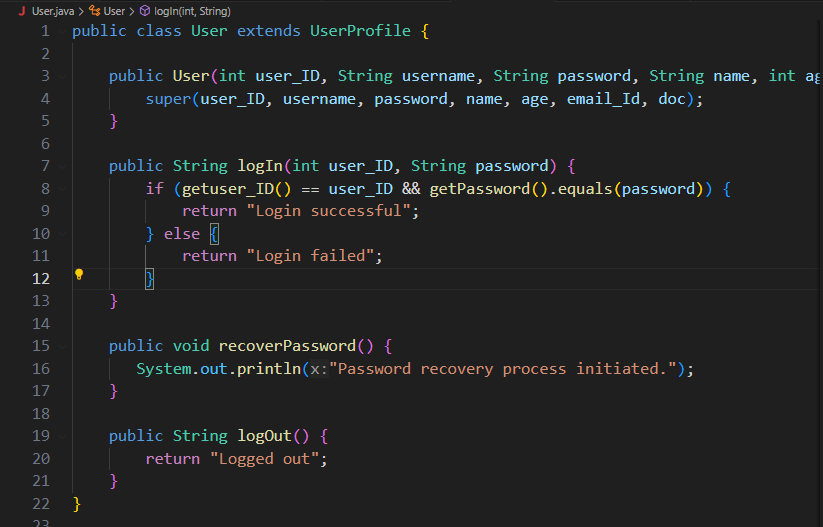 User.java > User > logIn(int, String)
1 public class User extends UserProfile {
2
3 public User(int user_ID, String username, String password, String name, int
4 super(user_ID, username, password, name, age, email_Id, doc);
5 }
6
7 public String logIn(int user_ID, String password) {
8 if (getuser_ID() == user_ID && getPassword().equals(password)) {
9 return "Login successful";
10 } else {
11 return "Login failed";
12 }
13 }
14
15 public void recoverPassword() {
16 System.out.println(x:"Password recovery process initiated.");
17 }
18
19 public String logOut() {
20 return "Logged out";
21 }
22 }
23